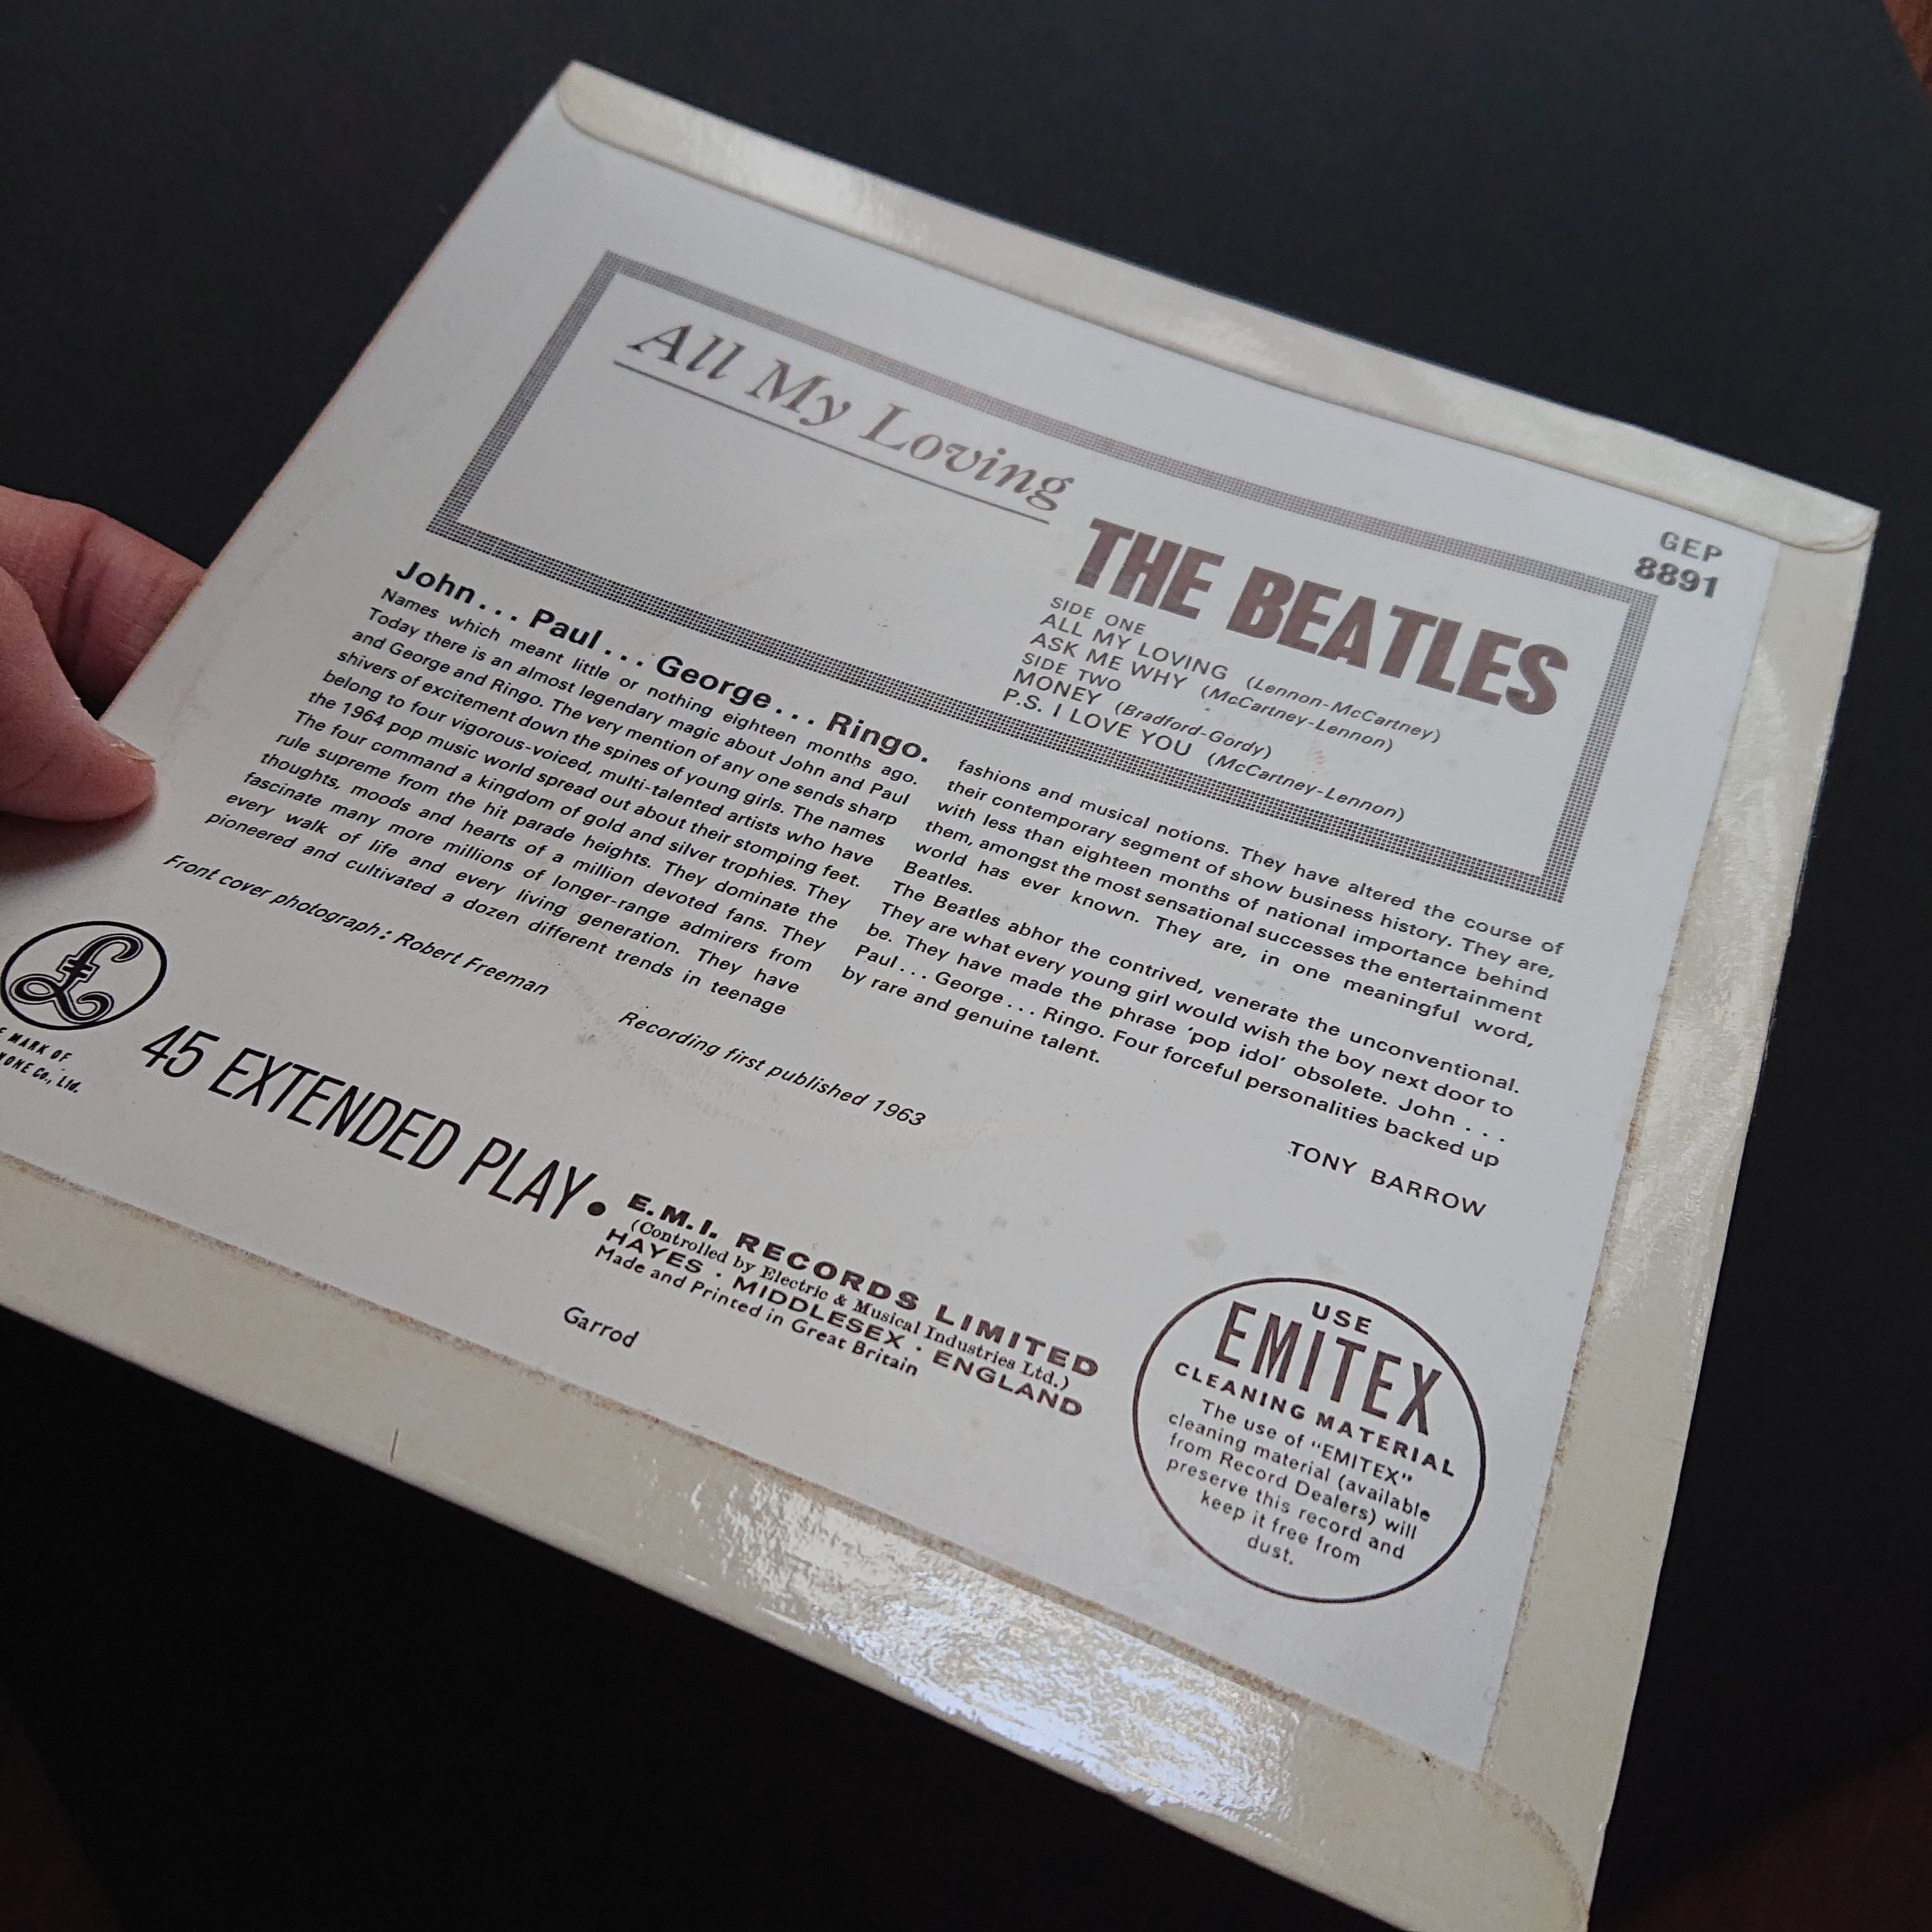 All My Loving
THE BEATLES
GEP
8891
SIDE ONE
ALL MY LOVING (Lennon-McCartney)
ASK ME WHY (McCartney-Lennon)
SIDE TWO
MONEY (Bradford-Gordy)
P.S. I LOVE YOU (McCartney-Lennon)
John... Paul... George... Ringo.
Names which meant little or nothing eighteen months ago.
Today there is an almost legendary magic about John and Paul
and George and Ringo. The very mention of any one sends sharp
shivers of excitement down the spines of young girls. The names
belong to four vigorous-voiced, multi-talented artists who have
the 1964 pop music world spread out about their stomping feet.
The four command a kingdom of gold and silver trophies. They
rule supreme from the hit parade heights. They dominate the
thoughts, moods and hearts of a million devoted fans. They
fascinate many more millions of longer-range admirers from
every walk of life and every living generation. They have
pioneered and cultivated a dozen different trends in teenage
fashions and musical notions. They have altered the course of
their contemporary segment of show business history. They are,
with less than eighteen months of national importance behind
them, amongst the most sensational successes the entertainment
world has ever known. They are, in one meaningful word,
Beatles.
The Beatles abhor the contrived, venerate the unconventional.
They are what every young girl would wish the boy next door to
be. They have made the phrase ‘pop idol’ obsolete. John . . .
Paul... George... Ringo. Four forceful personalities backed up
by rare and genuine talent.
TONY BARROW
Front cover photograph: Robert Freeman
Recording first published 1963
£
MARK OF
Co., Ltd.
45 EXTENDED PLAY •
E.M.I. RECORDS LIMITED
(Controlled by Electric & Musical Industries Ltd.)
HAYES · MIDDLESEX · ENGLAND
Made and Printed in Great Britain
Garrod
USE
EMITEX
CLEANING MATERIAL
The use of "EMITEX"
cleaning material (available
from Record Dealers) will
preserve this record and
keep it free from
dust.